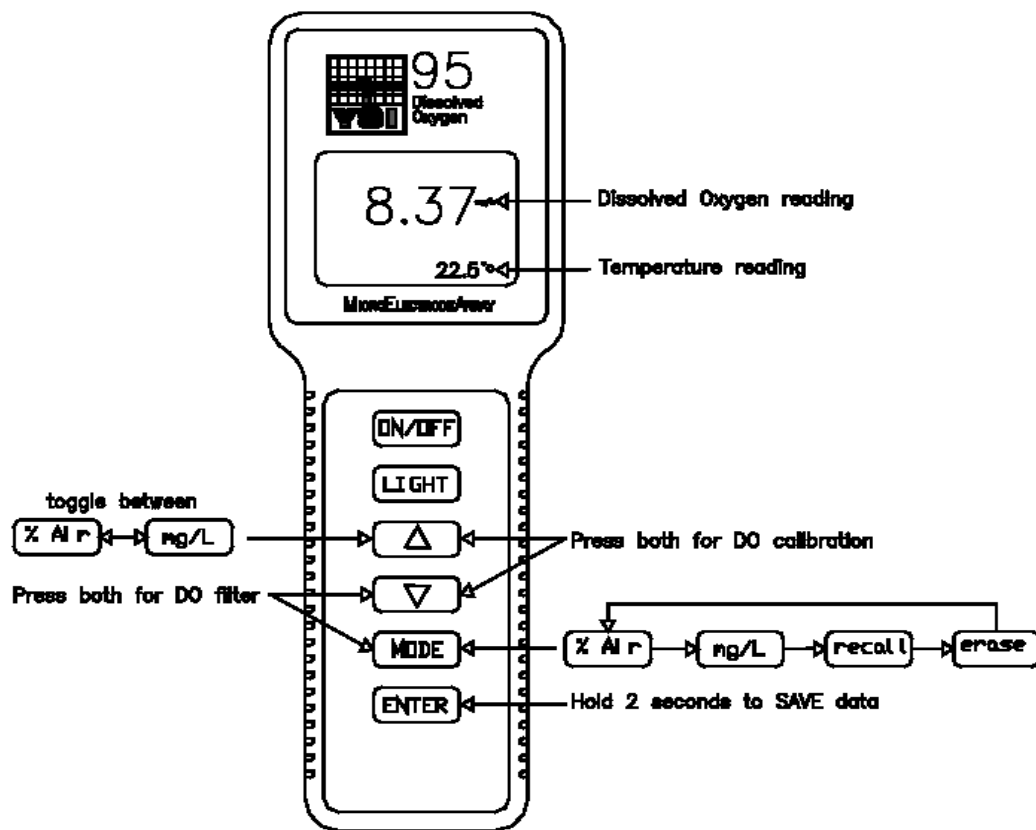 YSI
95
Dissolved
Oxygen
8.37
Dissolved Oxygen reading
22.5
Temperature reading
MICROELECTRODEARRAY
ON/OFF
LIGHT
toggle between
% AIr
mg/L
Press both for DO calibration
Press both for DO filter
MODE
% AIr
mg/L
recall
erase
ENTER
Hold 2 seconds to SAVE data